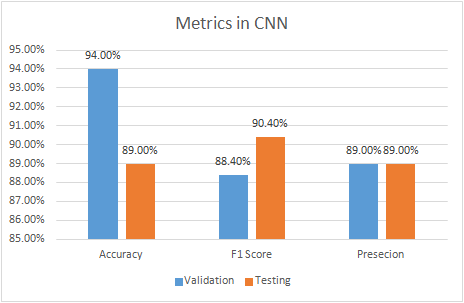 Metrics in CNN
95.00%
94.00%
93.00%
92.00%
91.00%
90.00%
89.00%
88.00%
87.00%
86.00%
85.00%
94.00%
89.00%
88.40%
90.40%
89.00%
89.00%
Accuracy
F1 Score
Presecion
Validation
Testing